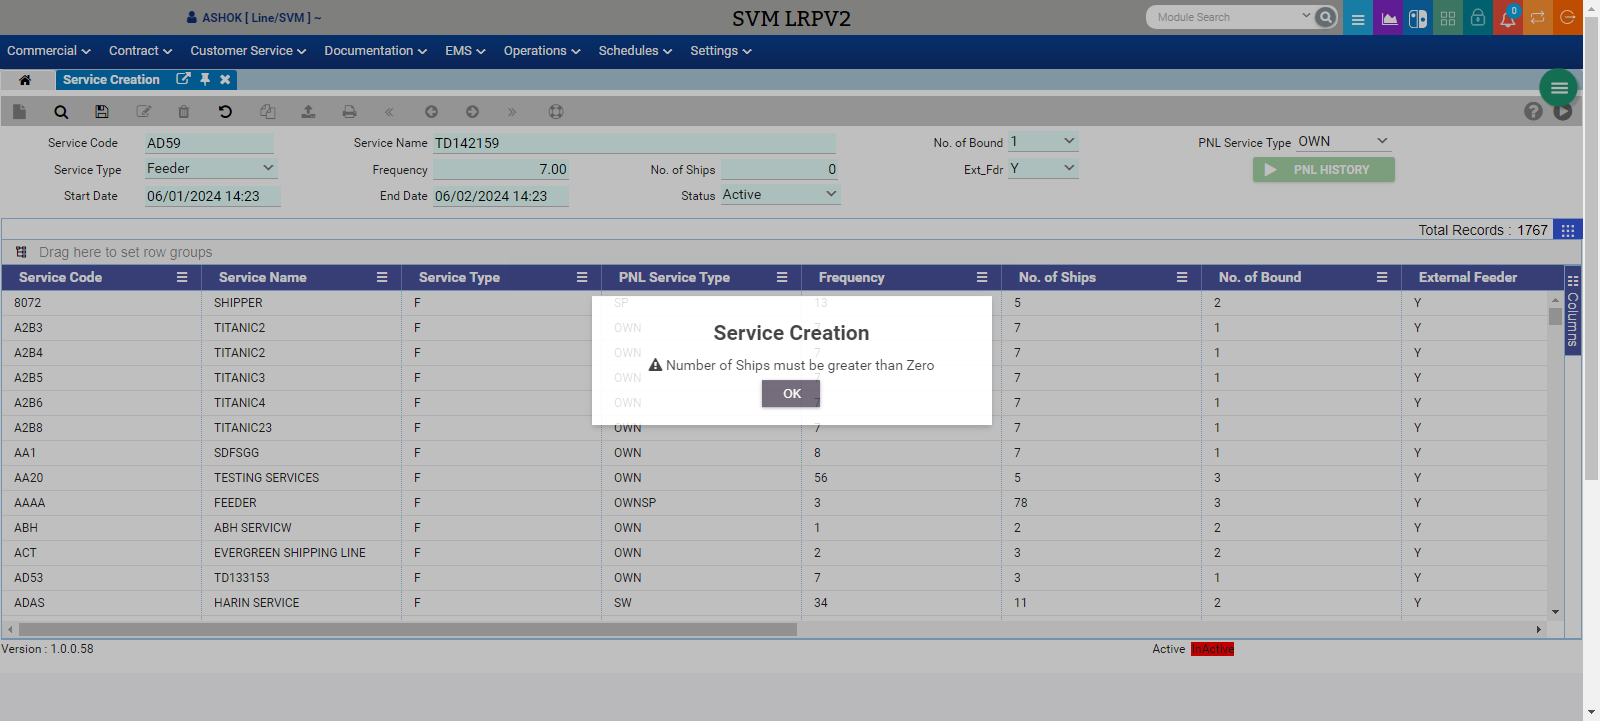 ASHOK [ Line/SVM ] ~
SVM LRPV2
Module Search
0
Commercial Contract Customer Service Documentation EMS Operations Schedules Settings
Service Creation
Service Code AD59 Service Name TD142159 No. of Bound 1 PNL Service Type OWN
Service Type Feeder Frequency 7.00 No. of Ships 0 Ext_Fdr Y PNL HISTORY
Start Date 06/01/2024 14:23 End Date 06/02/2024 14:23 Status Active
Total Records : 1767
Drag here to set row groups
Service Code Service Name Service Type PNL Service Type Frequency No. of Ships No. of Bound External Feeder
Columns
8072 SHIPPER F SP 13 5 2 Y
A2B3 TITANIC2 F OWN 7 7 1 Y
A2B4 TITANIC2 F OWN 7 7 1 Y
A2B5 TITANIC3 F OWN 7 7 1 Y
A2B6 TITANIC4 F OWN 7 7 1 Y
A2B8 TITANIC23 F OWN 7 7 1 Y
AA1 SDFSGG F OWN 8 7 1 Y
AA20 TESTING SERVICES F OWN 56 5 3 Y
AAAA FEEDER F OWNSP 3 78 3 Y
ABH ABH SERVICW F OWN 1 2 2 Y
ACT EVERGREEN SHIPPING LINE F OWN 2 3 2 Y
AD53 TD133153 F OWN 7 3 1 Y
ADAS HARIN SERVICE F SW 34 11 2 Y
Service Creation
Number of Ships must be greater than Zero
OK
Version : 1.0.0.58
Active InActive